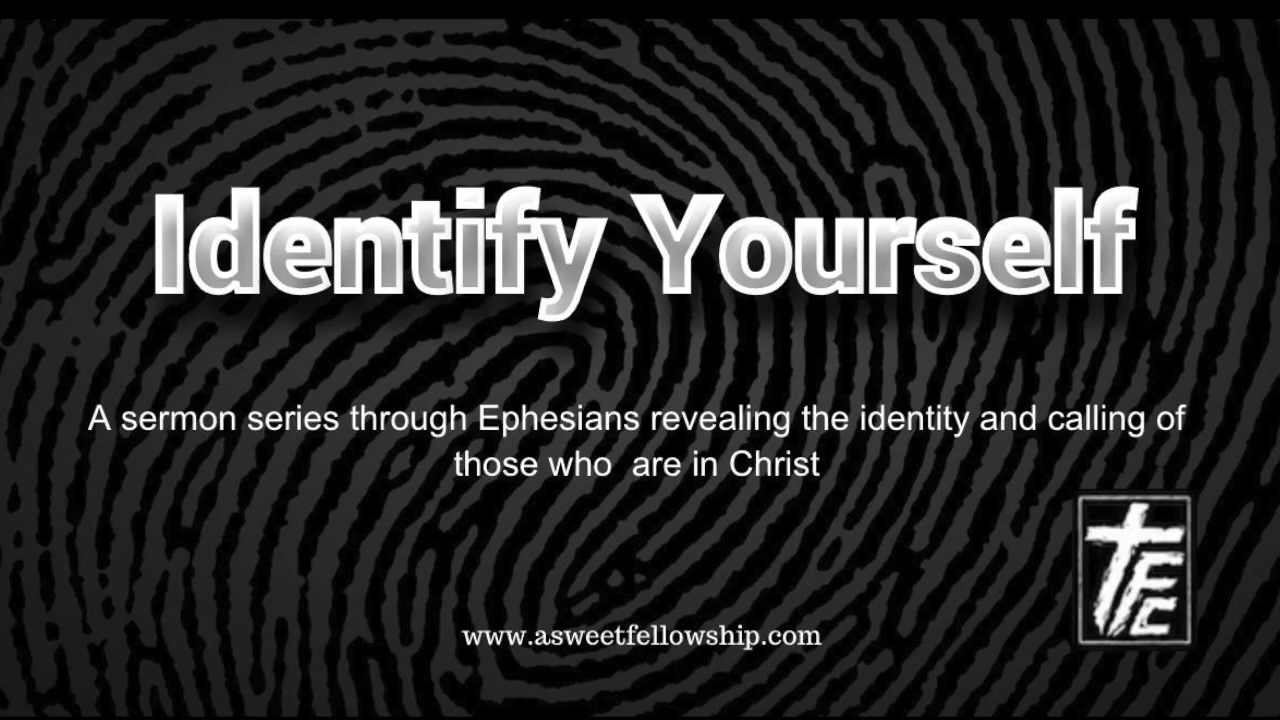 Identify Yourself
A sermon series through Ephesians revealing the identity and calling of
those who  are in Christ
TFC
www.asweetfellowship.com